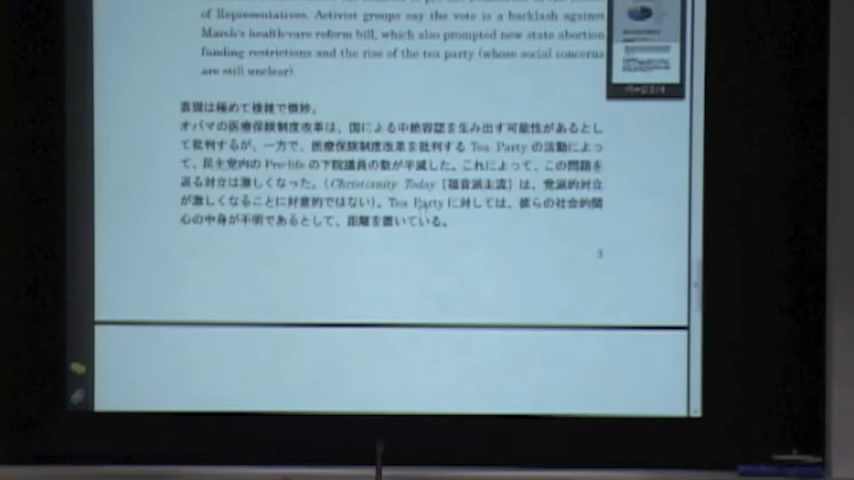 of Representatives. Activist groups say the vote is a backlash against
March's health-care reform bill, which also prompted new state abortion
funding restrictions and the rise of the tea party (whose social concerns
are still unclear).
表現は極めて複雑で微妙。
オバマの医療保険制度改革は、国による中絶容認を生み出す可能性があるとし
て批判するが、一方で、医療保険制度改革を批判する Tea Party の活動によっ
て、民主党内の Pro-life の下院議員の数が半減した。これによって、この問題を
巡る対立は激しくなった。(Christianity Today [福音派主流] は、党派的対立
が激しくなることに好意的ではない)。Tea Party に対しては、彼らの社会的関
心の中身が不明であるとして、距離を置いている。
3